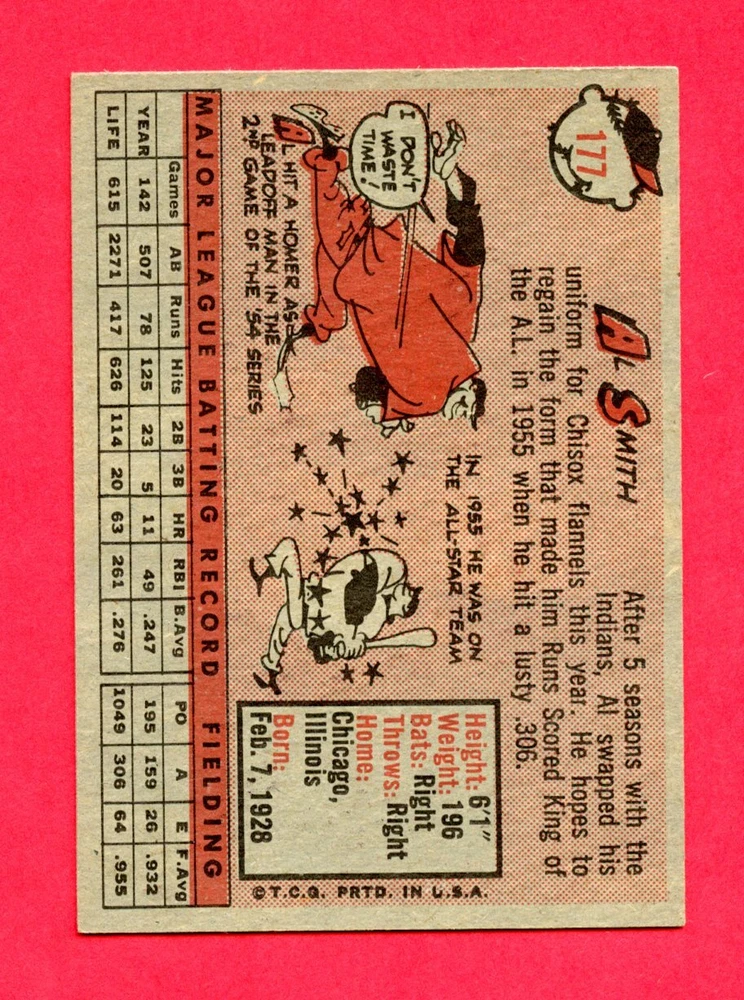 177
AL SMITH
After 5 seasons with the
Indians, Al swapped his
uniform for Chisox flannels this year. He hopes to
regain the form that made him Runs Scored King of
the A.L. in 1955 when he hit a lusty .306.
I DON'T
WASTE
TIME!
AL HIT A HOMER AS
LEADOFF MAN IN THE
2ND GAME OF THE '54 SERIES
IN 1955 HE WAS ON
THE ALL-STAR TEAM
Height: 6'1"
Weight: 196
Bats: Right
Throws: Right
Home:
Chicago,
Illinois
Born:
Feb. 7, 1928
©T.C.G. PRTD. IN U.S.A.
MAJOR LEAGUE BATTING RECORD FIELDING
Games AB Runs Hits 2B 3B HR RBI B.Avg PO A E F.Avg
YEAR 142 507 78 125 23 5 11 49 .247 195 159 26 .932
LIFE 615 2271 417 626 114 20 63 261 .276 1049 306 64 .955